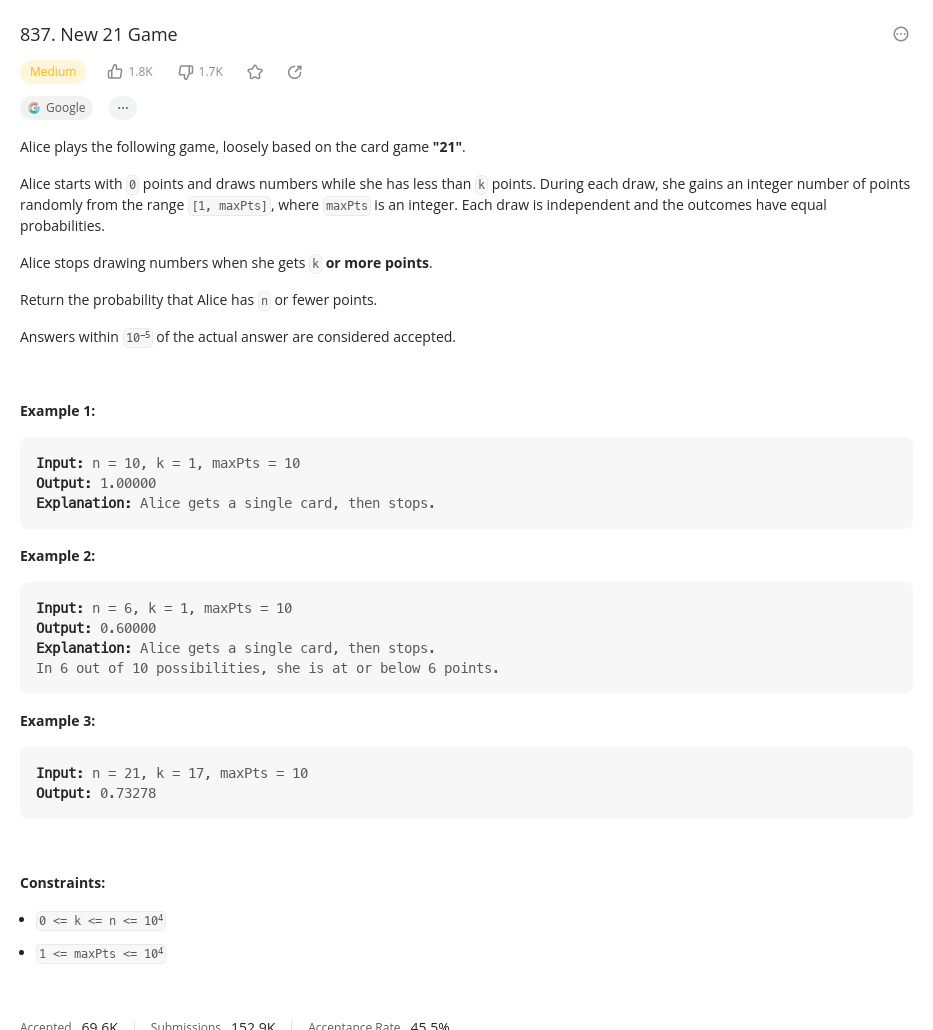 837. New 21 Game
Medium 1.8K 1.7K
Google ...
Alice plays the following game, loosely based on the card game "21".
Alice starts with 0 points and draws numbers while she has less than k points. During each draw, she gains an integer number of points
randomly from the range [1, maxPts], where maxPts is an integer. Each draw is independent and the outcomes have equal
probabilities.
Alice stops drawing numbers when she gets k or more points.
Return the probability that Alice has n or fewer points.
Answers within 10⁻⁵ of the actual answer are considered accepted.
Example 1:
Input: n = 10, k = 1, maxPts = 10
Output: 1.00000
Explanation: Alice gets a single card, then stops.
Example 2:
Input: n = 6, k = 1, maxPts = 10
Output: 0.60000
Explanation: Alice gets a single card, then stops.
In 6 out of 10 possibilities, she is at or below 6 points.
Example 3:
Input: n = 21, k = 17, maxPts = 10
Output: 0.73278
Constraints:
• 0 <= k <= n <= 10⁴
• 1 <= maxPts <= 10⁴
Accepted 69.6K Submissions 152.9K Acceptance Rate 45.5%